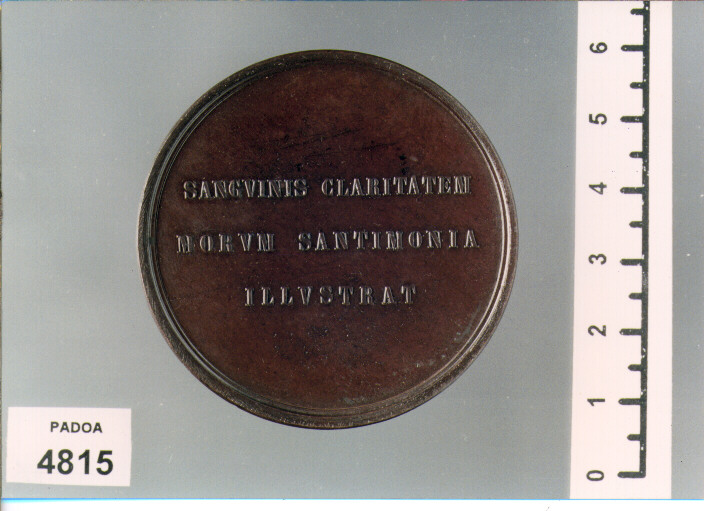 SANGVINIS CLARITATEM
MORVM SANTIMONIA
ILLVSTRAT
PADOA
4815
6
5
4
3
2
1
0